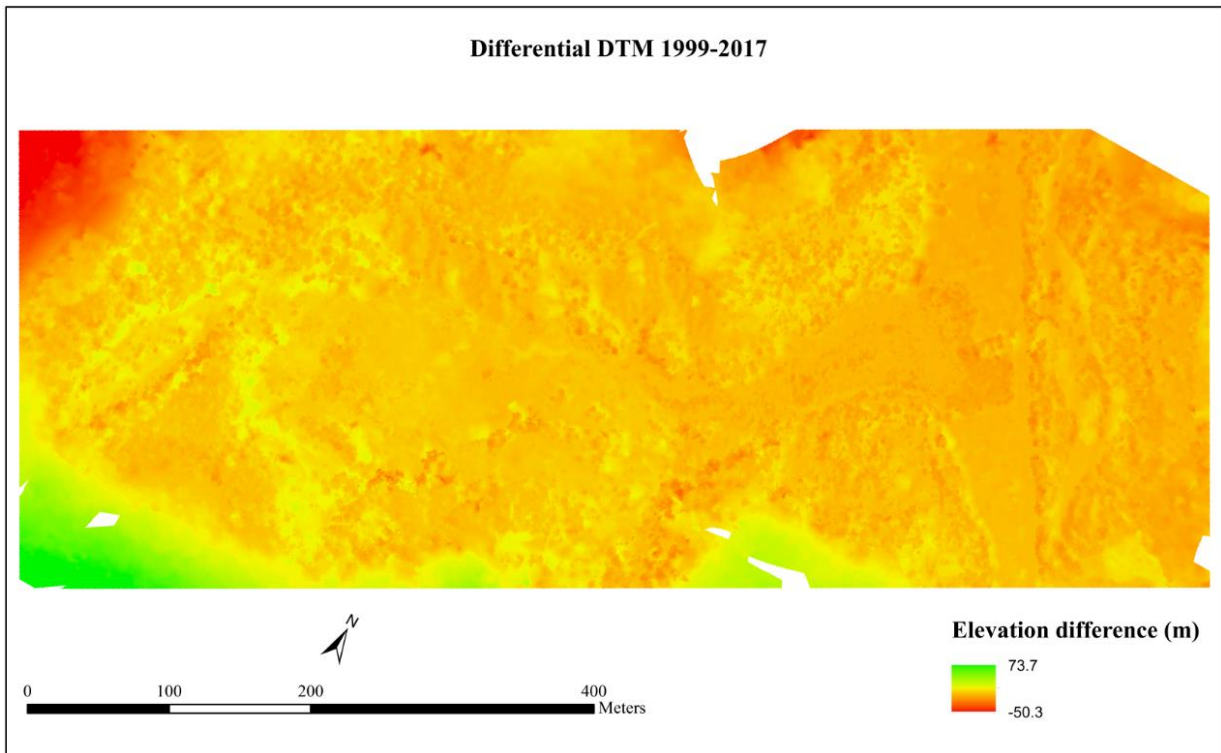 Differential DTM 1999-2017
N
Elevation difference (m)
73.7
-50.3
0 100 200 400
Meters